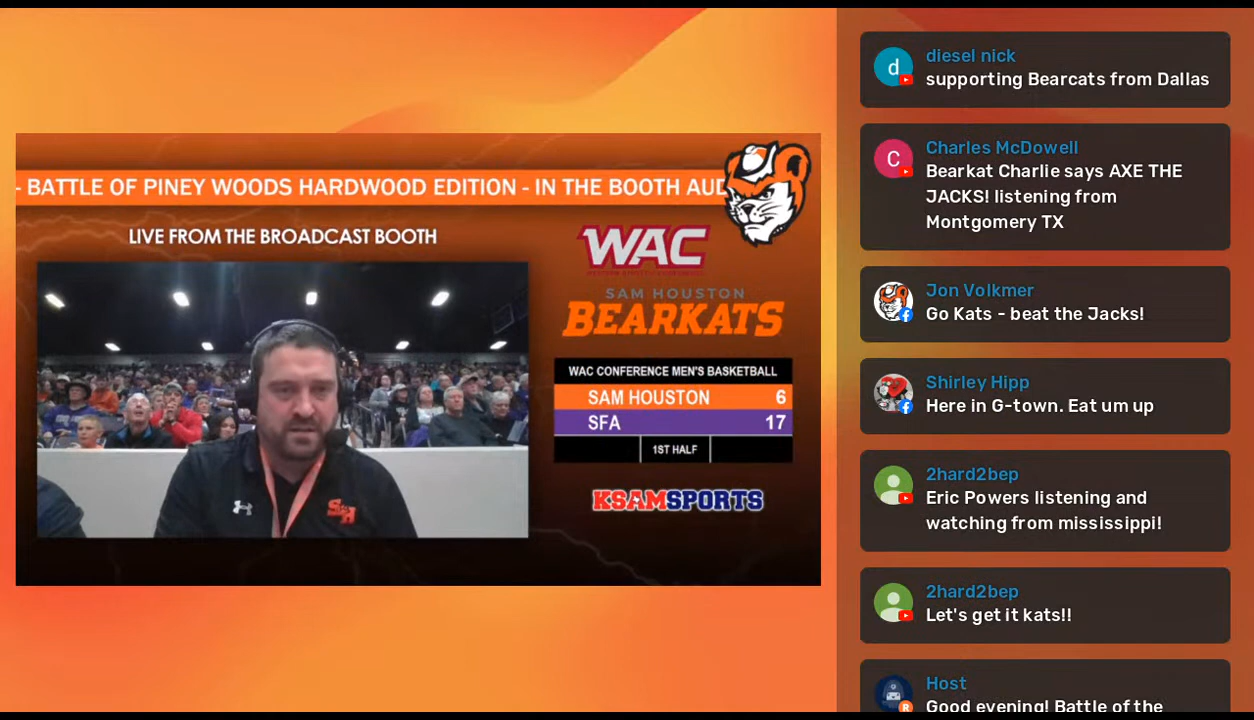 - BATTLE OF PINEY WOODS HARDWOOD EDITION - IN THE BOOTH AUD
LIVE FROM THE BROADCAST BOOTH
WAC
SAM HOUSTON
BEARKATS
WAC CONFERENCE MEN'S BASKETBALL
SAM HOUSTON 6
SFA 17
1ST HALF
KSAMSPORTS
SH
d
diesel nick
supporting Bearcats from Dallas
C
Charles McDowell
Bearkat Charlie says AXE THE
JACKS! listening from
Montgomery TX
Jon Volkmer
Go Kats - beat the Jacks!
Shirley Hipp
Here in G-town. Eat um up
2hard2bep
Eric Powers listening and
watching from mississippi!
2hard2bep
Let's get it kats!!
Host
R
Good evening! Battle of the